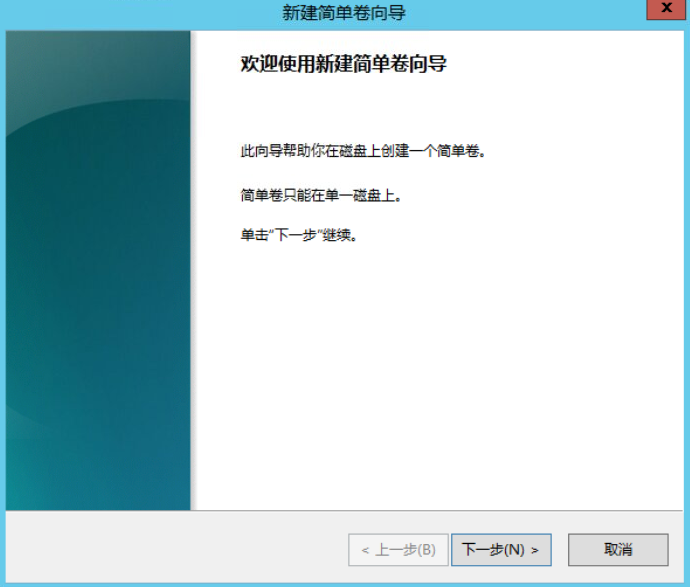 新建简单卷向导
x
欢迎使用新建简单卷向导
此向导帮助你在磁盘上创建一个简单卷。
简单卷只能在单一磁盘上。
单击"下一步"继续。
< 上一步(B) 下一步(N) > 取消